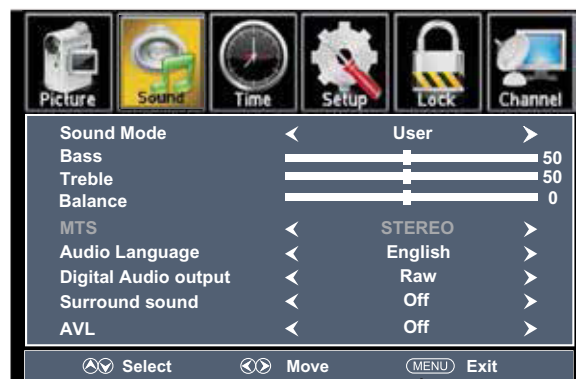 Picture Sound Time Setup Lock Channel
Sound Mode User
Bass 50
Treble 50
Balance 0
MTS STEREO
Audio Language English
Digital Audio output Raw
Surround sound Off
AVL Off
Select Move MENU Exit